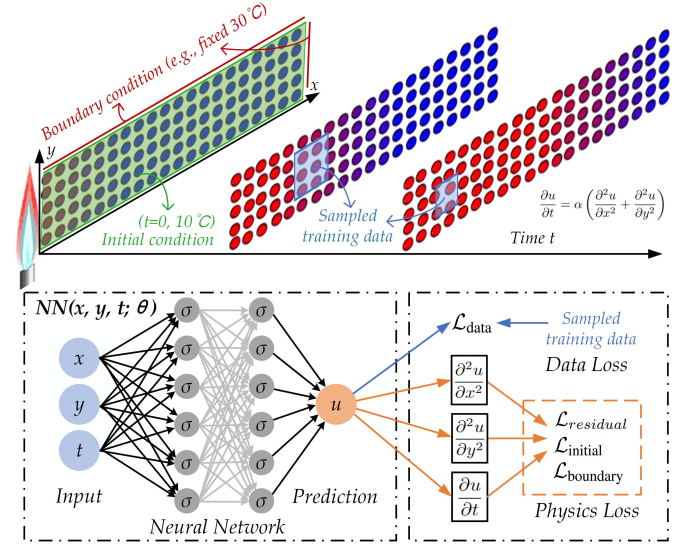 Boundary condition (e.g., fixed 30 ℃)
x
y
(t=0, 10 ℃)
Initial condition
Sampled
training data
∂u/∂t = α (∂²u/∂x² + ∂²u/∂y²)
Time t
NN(x, y, t; θ)
σ σ
σ σ
σ σ
σ σ
σ σ
σ σ
x
y
t
u
Input
Prediction
Neural Network
ℒdata
Sampled
training data
Data Loss
∂²u/∂x²
∂²u/∂y²
∂u/∂t
ℒresidual
ℒinitial
ℒboundary
Physics Loss